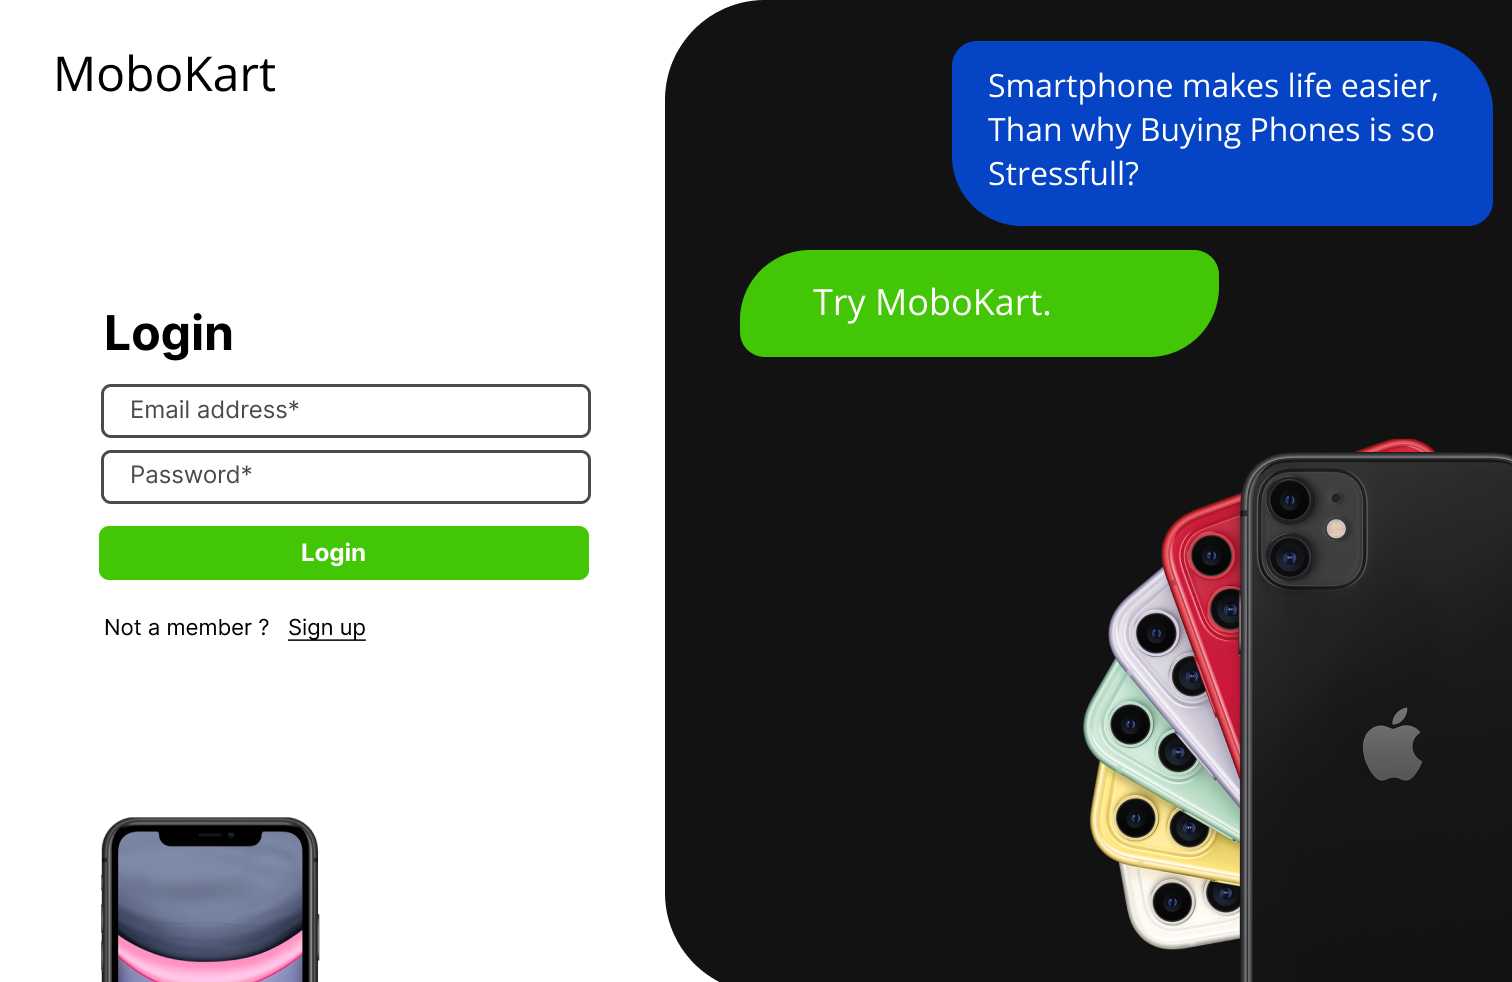 MoboKart
Login
Email address*
Password*
Login
Not a member ? Sign up
Smartphone makes life easier,
Than why Buying Phones is so
Stressfull?
Try MoboKart.